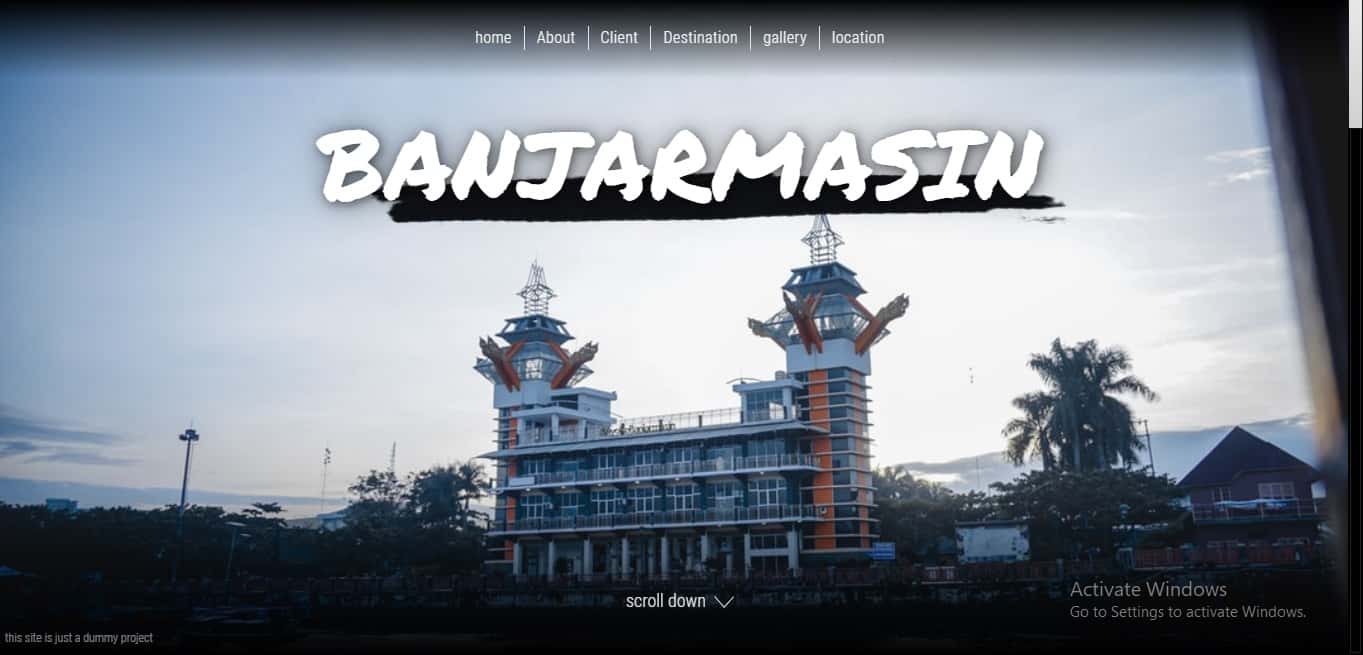 home About Client Destination gallery location
BANJARMASIN
scroll down
Activate Windows
Go to Settings to activate Windows.
this site is just a dummy project